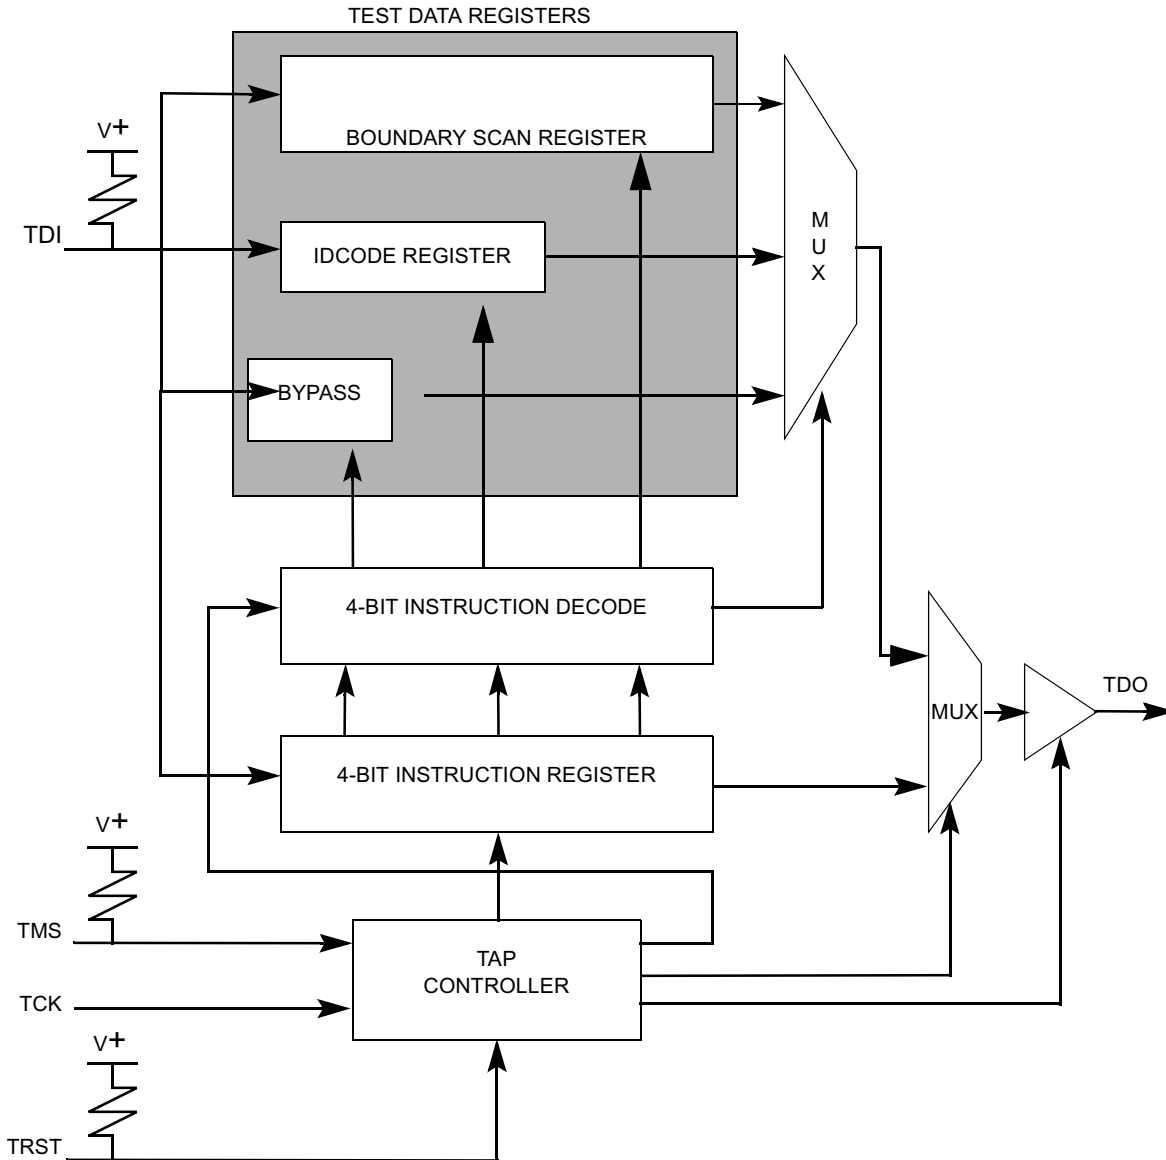 TEST DATA REGISTERS
BOUNDARY SCAN REGISTER
V+
TDI
IDCODE REGISTER
M
U
X
BYPASS
4-BIT INSTRUCTION DECODE
TDO
MUX
4-BIT INSTRUCTION REGISTER
V+
TMS
TAP
CONTROLLER
TCK
V+
TRST